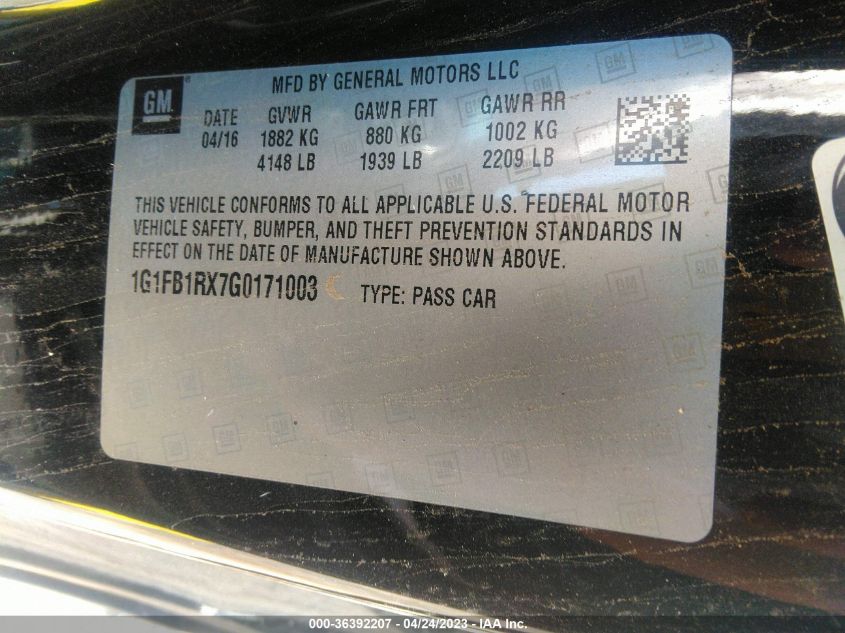 GM
MFD BY GENERAL MOTORS LLC
DATE GVWR GAWR FRT GAWR RR
04/16 1882 KG 880 KG 1002 KG
4148 LB 1939 LB 2209 LB
THIS VEHICLE CONFORMS TO ALL APPLICABLE U.S. FEDERAL MOTOR
VEHICLE SAFETY, BUMPER, AND THEFT PREVENTION STANDARDS IN
EFFECT ON THE DATE OF MANUFACTURE SHOWN ABOVE.
1G1FB1RX7G0171003 TYPE: PASS CAR
000-36392207 - 04/24/2023 - IAA Inc.